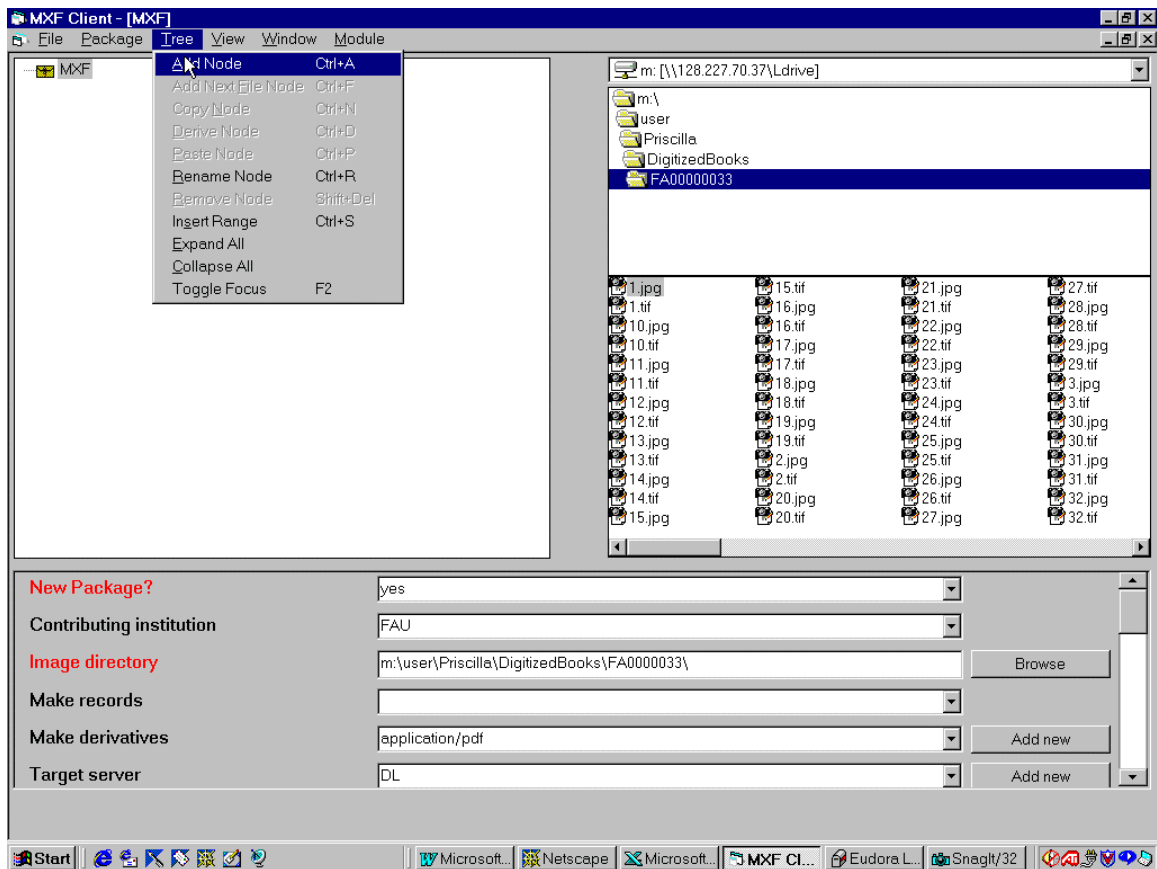 MXF Client - [MXF]
File Package Tree View Window Module
MXF
Add Node Ctrl+A
Add Next File Node Ctrl+F
Copy Node Ctrl+N
Derive Node Ctrl+D
Paste Node Ctrl+P
Rename Node Ctrl+R
Remove Node Shift+Del
Insert Range Ctrl+S
Expand All
Collapse All
Toggle Focus F2
m: [\\128.227.70.37\Ldrive]
m:\
user
Priscilla
DigitizedBooks
FA00000033
1.jpg 15.tif 21.jpg 27.tif
1.tif 16.jpg 21.tif 28.jpg
10.jpg 16.tif 22.jpg 28.tif
10.tif 17.jpg 22.tif 29.jpg
11.jpg 17.tif 23.jpg 29.tif
11.tif 18.jpg 23.tif 3.jpg
12.jpg 18.tif 24.jpg 3.tif
12.tif 19.jpg 24.tif 30.jpg
13.jpg 19.tif 25.jpg 30.tif
13.tif 2.jpg 25.tif 31.jpg
14.jpg 2.tif 26.jpg 31.tif
14.tif 20.jpg 26.tif 32.jpg
15.jpg 20.tif 27.jpg 32.tif
New Package? yes
Contributing institution FAU
Image directory m:\user\Priscilla\DigitizedBooks\FA0000033\ Browse
Make records
Make derivatives application/pdf Add new
Target server DL Add new
Start Microsoft... Netscape Microsoft... MXF Cl... Eudora L... SnagIt/32